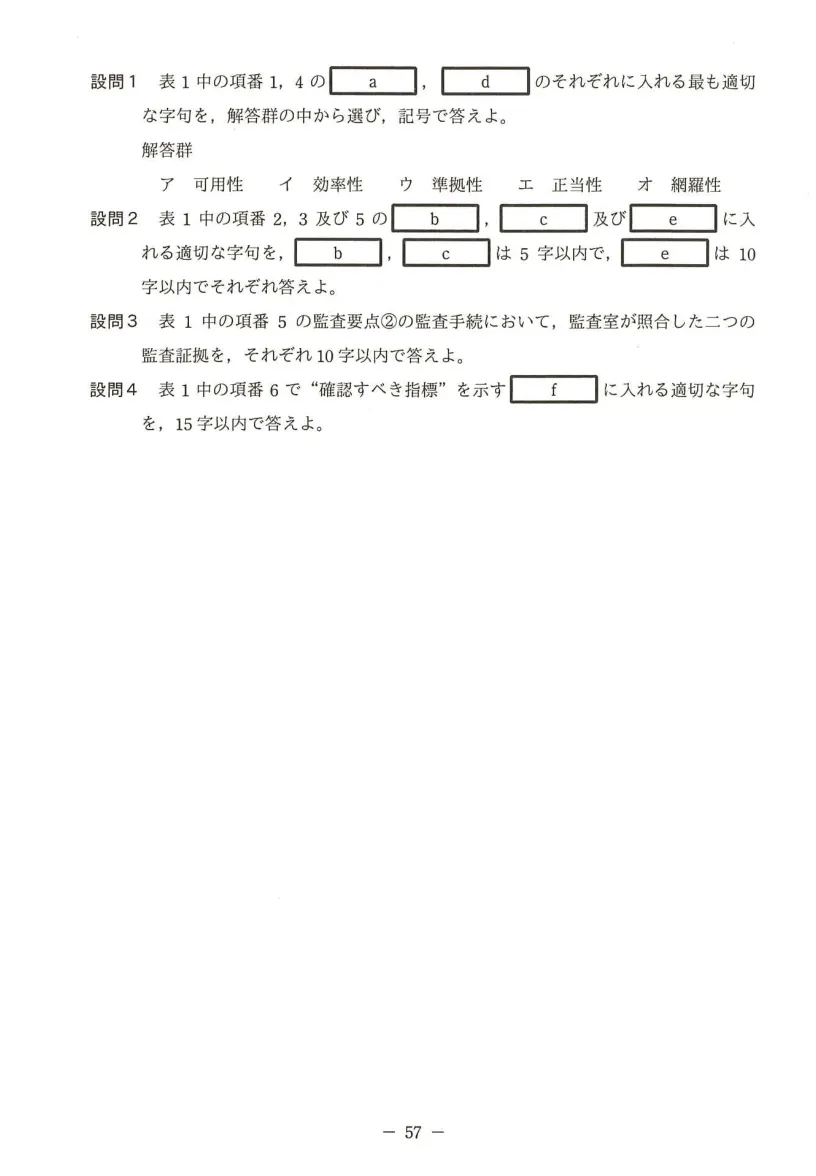 設問1 表1中の項番1，4の a ， d のそれぞれに入れる最も適切
な字句を，解答群の中から選び，記号で答えよ。
解答群
ア 可用性 イ 効率性 ウ 準拠性 エ 正当性 オ 網羅性
設問2 表1中の項番2，3及び5の b ， c 及び e に入
れる適切な字句を， b ， c は5字以内で， e は10
字以内でそれぞれ答えよ。
設問3 表1中の項番5の監査要点②の監査手続において，監査室が照合した二つの
監査証拠を，それぞれ10字以内で答えよ。
設問4 表1中の項番6で“確認すべき指標”を示す f に入れる適切な字句
を，15字以内で答えよ。
－ 57 －